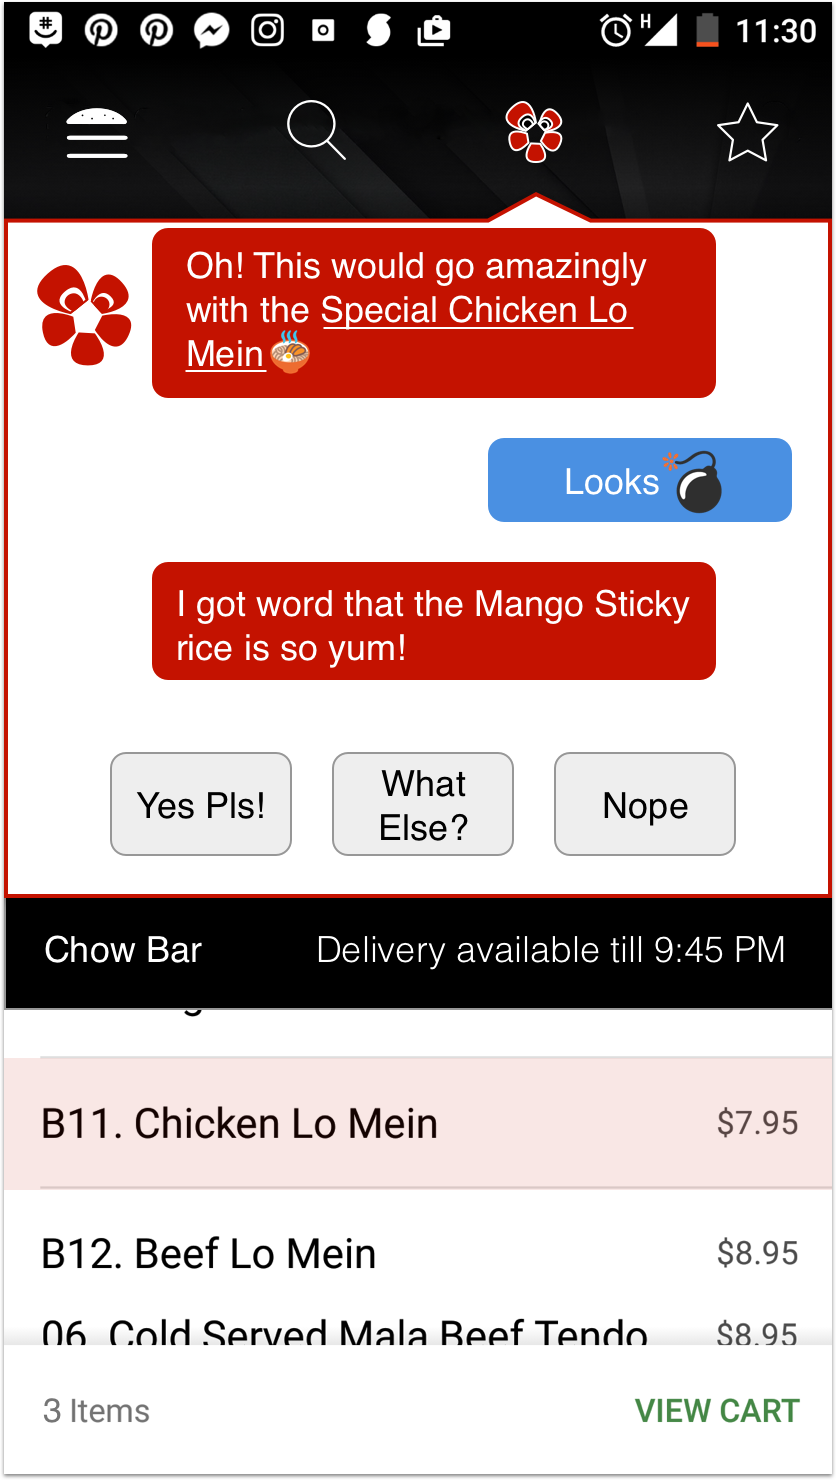 H 11:30
Oh! This would go amazingly
with the Special Chicken Lo
Mein🍜
Looks💣
I got word that the Mango Sticky
rice is so yum!
Yes Pls!
What
Else?
Nope
Chow Bar Delivery available till 9:45 PM
B11. Chicken Lo Mein $7.95
B12. Beef Lo Mein $8.95
06. Cold Served Mala Beef Tendo $8.95
3 Items VIEW CART